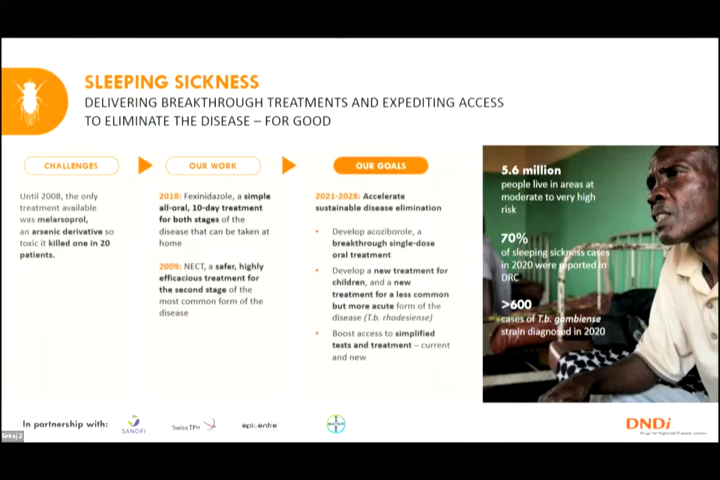 SLEEPING SICKNESS
DELIVERING BREAKTHROUGH TREATMENTS AND EXPEDITING ACCESS
TO ELIMINATE THE DISEASE – FOR GOOD
CHALLENGES
Until 2008, the only
treatment available
was melarsoprol,
an arsenic derivative so
toxic it killed one in 20
patients.
OUR WORK
2018: Fexinidazole, a simple
all-oral, 10-day treatment
for both stages of the
disease that can be taken at
home
2009: NECT, a safer, highly
efficacious treatment for
the second stage of the
most common form of the
disease
OUR GOALS
2021-2028: Accelerate
sustainable disease elimination
• Develop acoziborole, a
breakthrough single-dose
oral treatment
• Develop a new treatment for
children, and a new
treatment for a less common
but more acute form of the
disease (T.b. rhodesiense)
• Boost access to simplified
tests and treatment – current
and new
5.6 million
people live in areas at
moderate to very high
risk
70%
of sleeping sickness cases
in 2020 were reported in
DRC
>600
cases of T.b. gambiense
strain diagnosed in 2020
In partnership with:
SANOFI
Swiss TPH
epicentre
BAYER
DNDi
Drugs for Neglected Diseases initiative
Siriraj 2